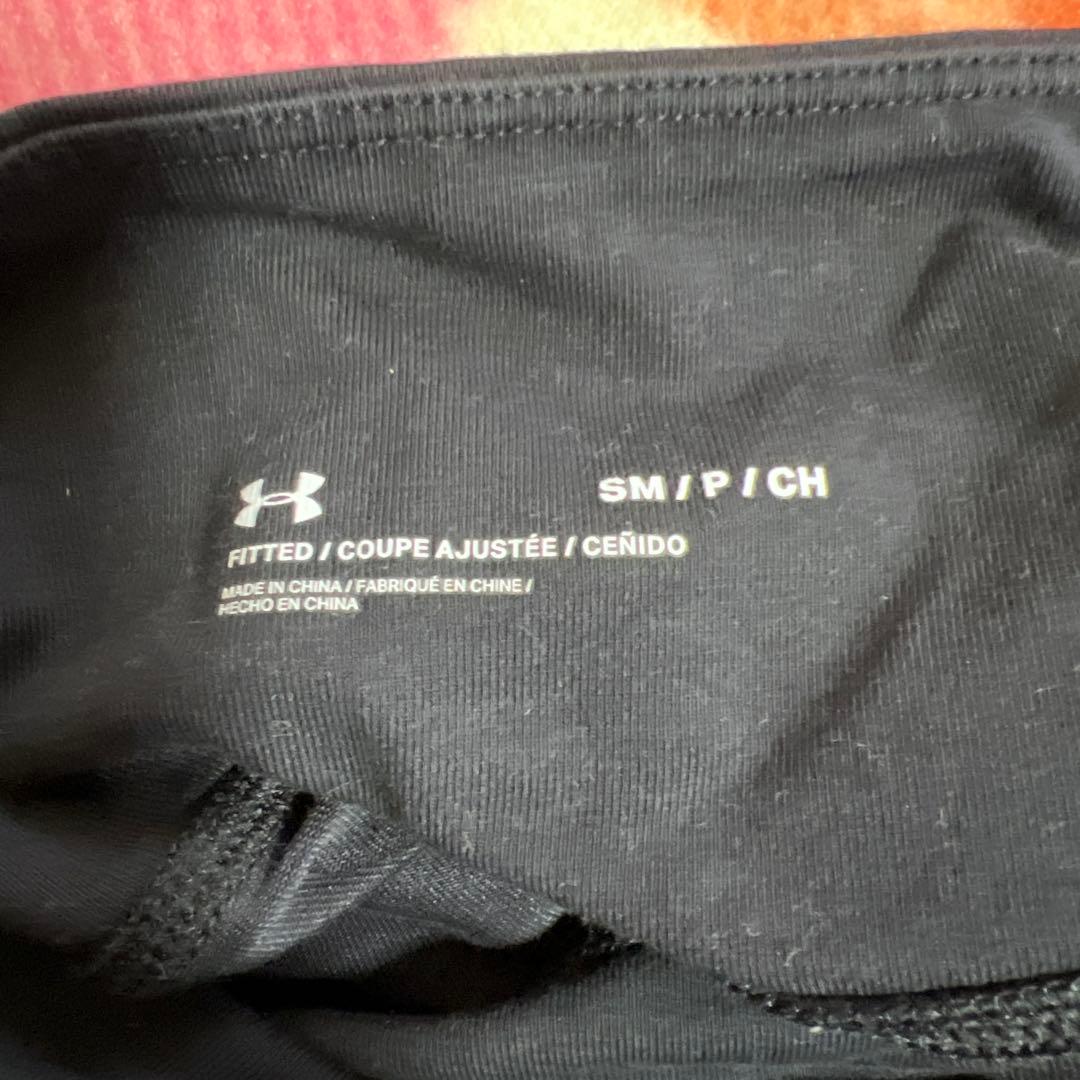 SM / P / CH
FITTED / COUPE AJUSTÉE / CEÑIDO
MADE IN CHINA / FABRIQUÉ EN CHINE /
HECHO EN CHINA